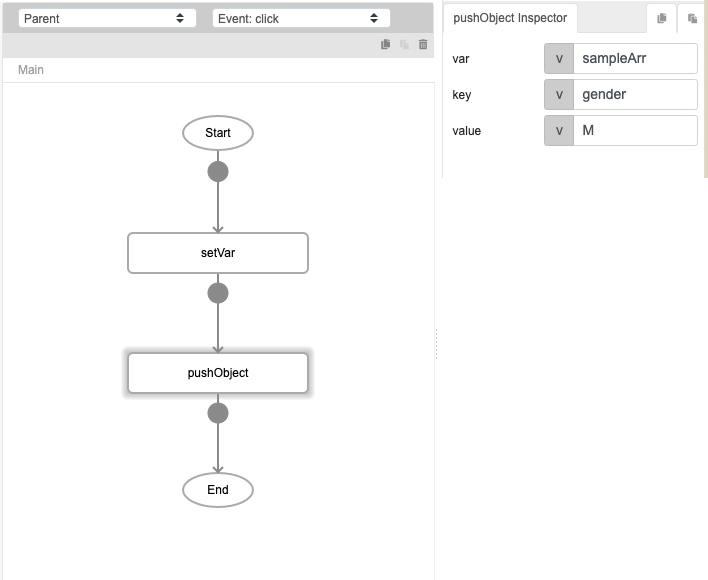 Parent
Event: click
pushObject Inspector
Main
var
v
sampleArr
key
v
gender
value
v
M
Start
setVar
pushObject
End